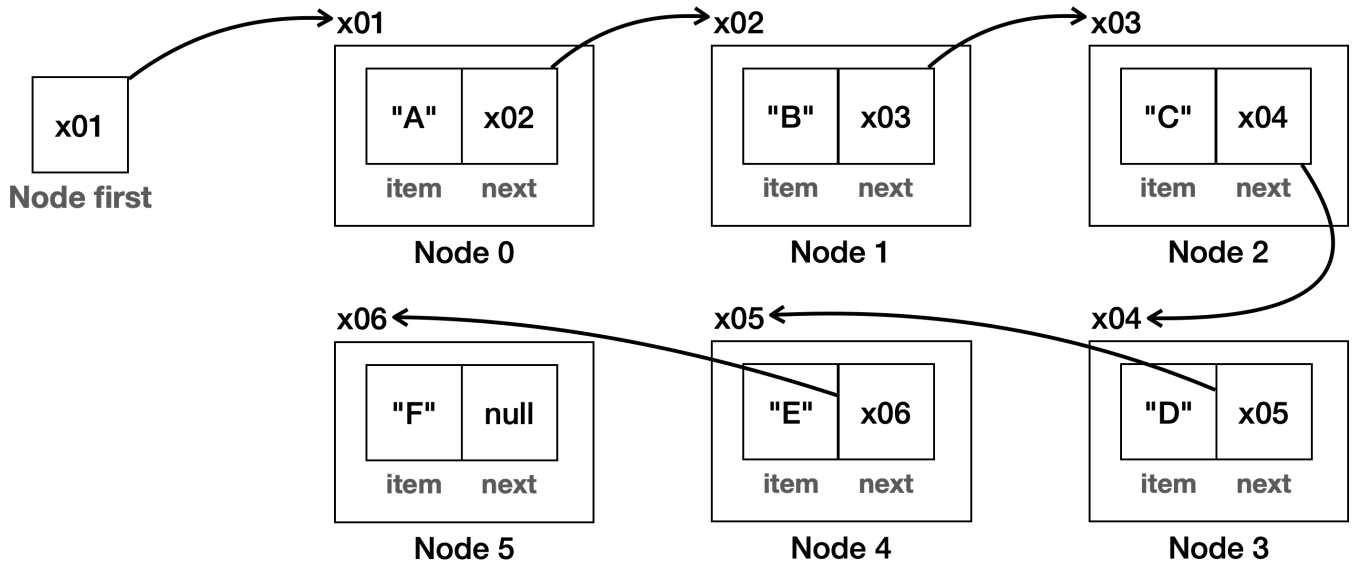 x01
x02
x03
x01
Node first
"A" x02
item next
Node 0
"B" x03
item next
Node 1
"C" x04
item next
Node 2
x06
x05
x04
"F" null
item next
Node 5
"E" x06
item next
Node 4
"D" x05
item next
Node 3